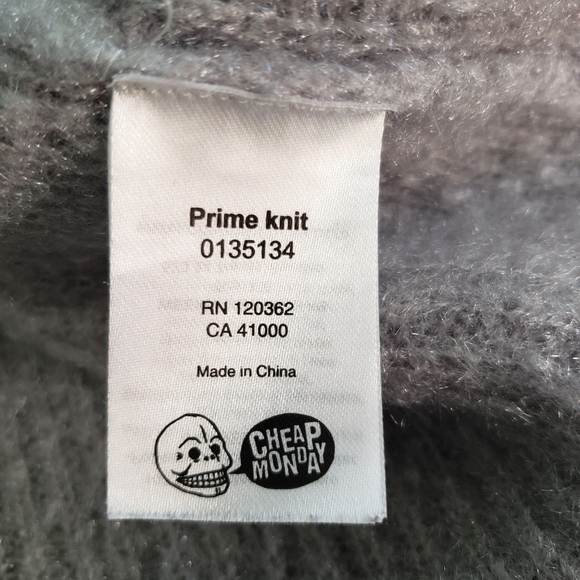 Prime knit
0135134
RN 120362
CA 41000
Made in China
CHEAP
MONDAY